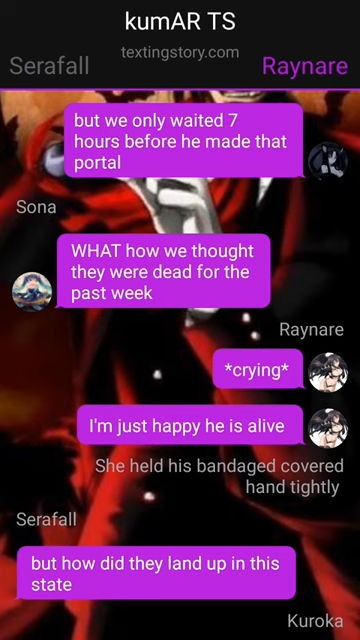 kumAR TS
textingstory.com
Serafall
Raynare
but we only waited 7
hours before he made that
portal
Sona
WHAT how we thought
they were dead for the
past week
Raynare
*crying*
I'm just happy he is alive
She held his bandaged covered
hand tightly
Serafall
but how did they land up in this
state
Kuroka